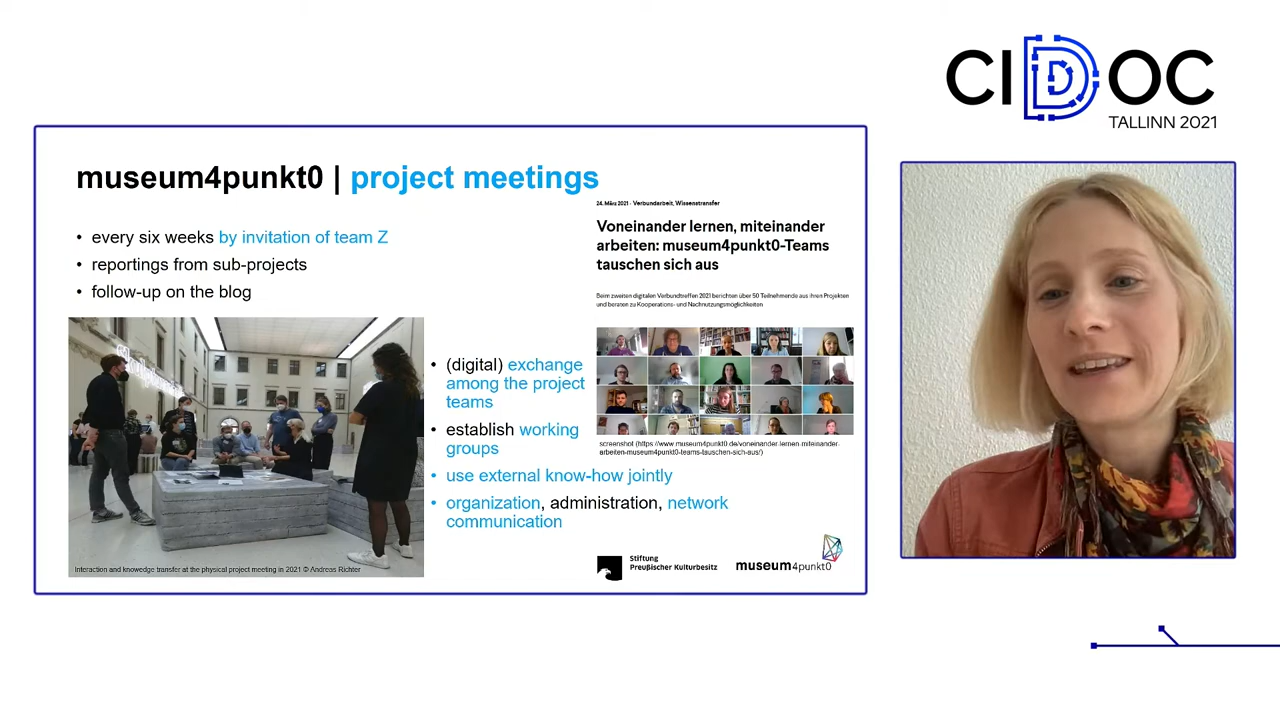 CIDOC
TALLINN 2021
museum4punkt0 | project meetings
• every six weeks by invitation of team Z
• reportings from sub-projects
• follow-up on the blog
24. März 2021 · Verbundarbeit, Wissenstransfer
Voneinander lernen, miteinander
arbeiten: museum4punkt0-Teams
tauschen sich aus
Beim zweiten digitalen Verbundtreffen 2021 berichten über 50 Teilnehmende aus ihren Projekten
und beraten zu Kooperations- und Nachnutzungsmöglichkeiten
screenshot (https://www.museum4punkt0.de/voneinander-lernen-miteinander-
arbeiten-museum4punkt0-teams-tauschen-sich-aus/)
• (digital) exchange
among the project
teams
• establish working
groups
• use external know-how jointly
• organization, administration, network
communication
Interaction and knowedge transfer at the physical project meeting in 2021 © Andreas Richter
Stiftung
Preußischer Kulturbesitz
museum4punkt0